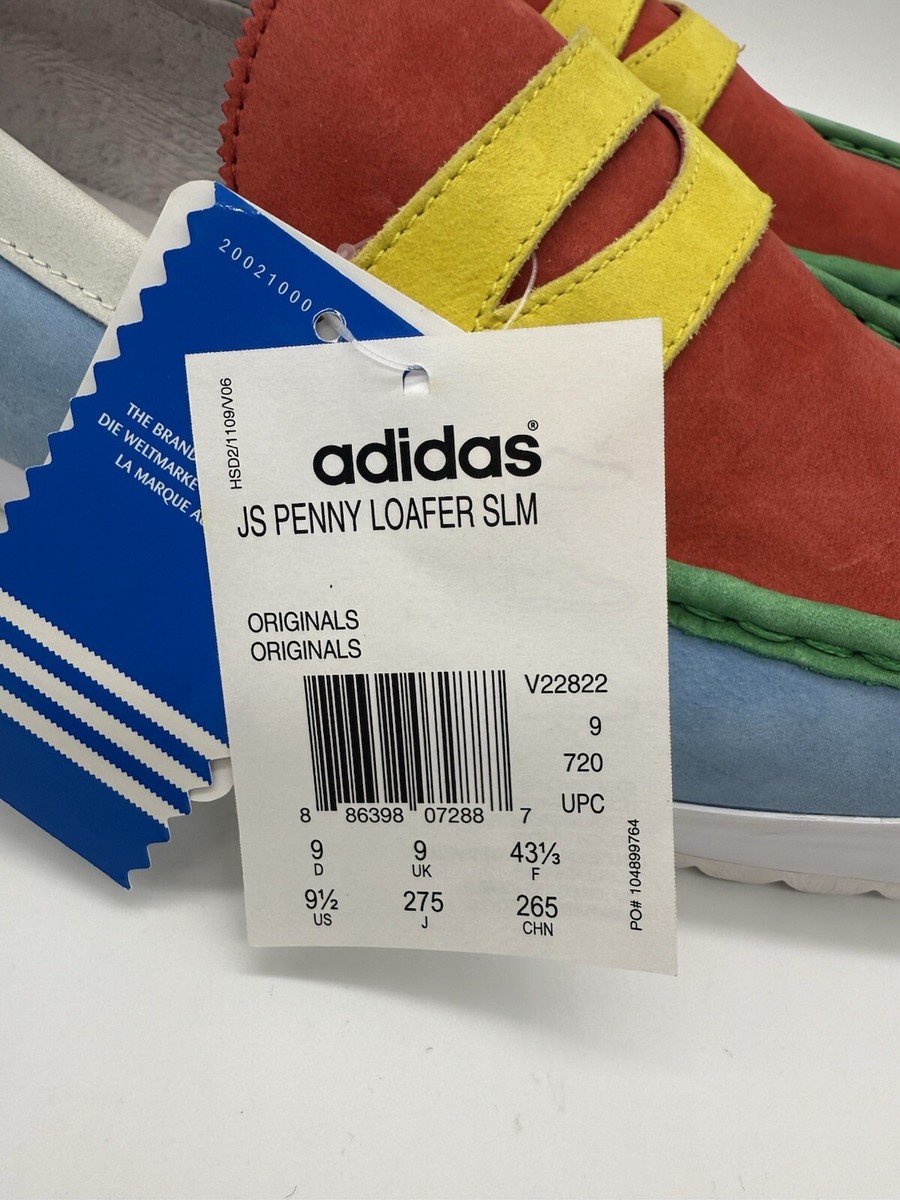 20021000
THE BRAND
DIE WELTMARKE
LA MARQUE
HSD2/1109/V06
adidas®
JS PENNY LOAFER SLM
ORIGINALS
ORIGINALS
V22822
9
720
UPC
8 86398 07288 7
9 9 43⅓
D UK F
9½ 275 265
US J CHN
PO# 104899764